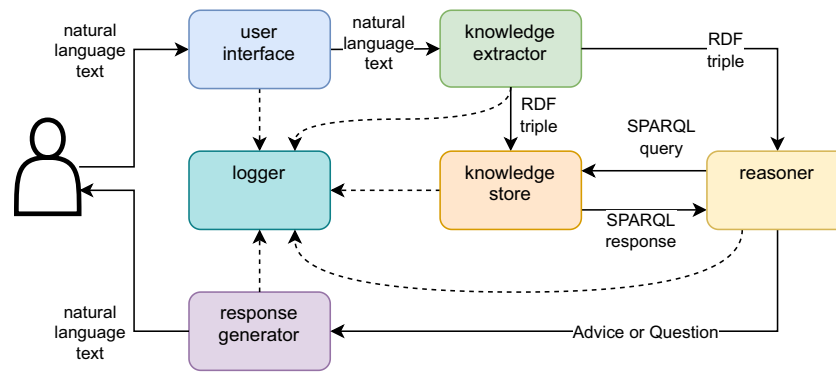 natural
language
text
user
interface
natural
language
text
knowledge
extractor
RDF
triple
RDF
triple
SPARQL
query
logger
knowledge
store
reasoner
SPARQL
response
natural
language
text
response
generator
Advice or Question